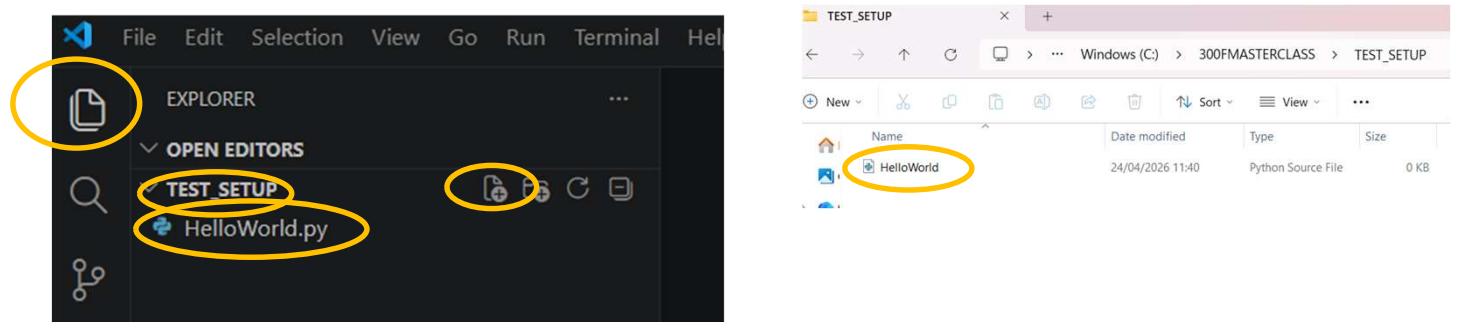 File Edit Selection View Go Run Terminal Hel
EXPLORER
OPEN EDITORS
TEST_SETUP
HelloWorld.py
TEST_SETUP
Windows (C:) > 300FMASTERCLASS > TEST_SETUP
New Sort View
Name Date modified Type Size
HelloWorld 24/04/2026 11:40 Python Source File 0 KB